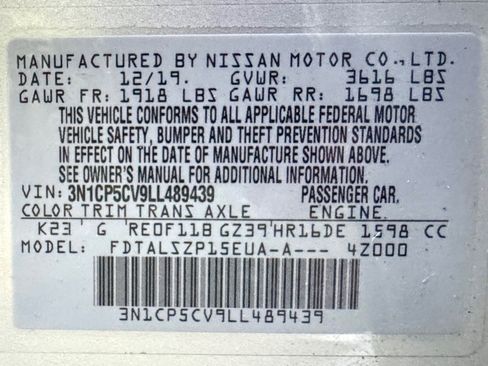 MANUFACTURED BY NISSAN MOTOR CO., LTD.
DATE: 12/19. GVWR: 3616 LBS
GAWR FR: 1918 LBS GAWR RR: 1698 LBS
THIS VEHICLE CONFORMS TO ALL APPLICABLE FEDERAL MOTOR
VEHICLE SAFETY, BUMPER AND THEFT PREVENTION STANDARDS
IN EFFECT ON THE DATE OF MANUFACTURE SHOWN ABOVE.
SEE OWNER'S MANUAL FOR ADDITIONAL INFORMATION.
VIN: 3N1CP5CV9LL489439 PASSENGER CAR.
COLOR TRIM TRANS AXLE ENGINE.
K23 G RE0F11B GZ39 HR16DE 1598 CC
MODEL: FDTALSZP15EUA-A--- 4Z000
3N1CP5CV9LL489439